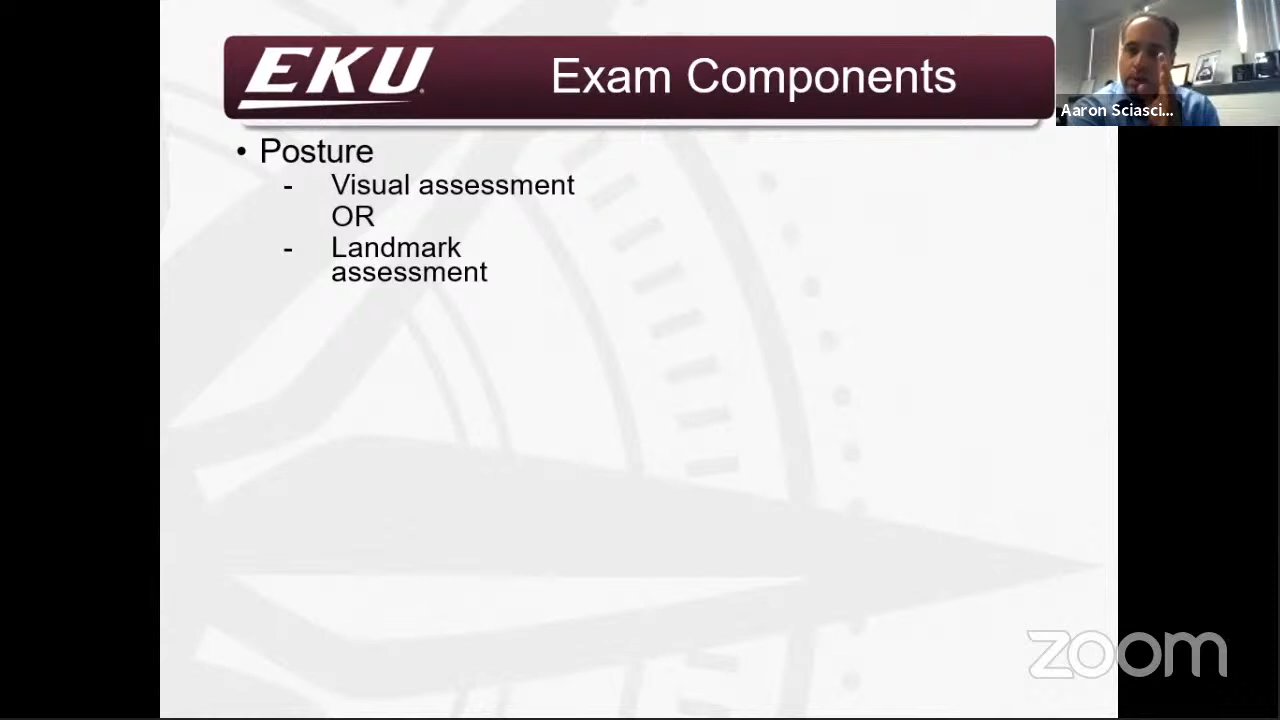 EKU
Exam Components
Aaron Sciasci...
• Posture
- Visual assessment
OR
- Landmark
assessment
zoom